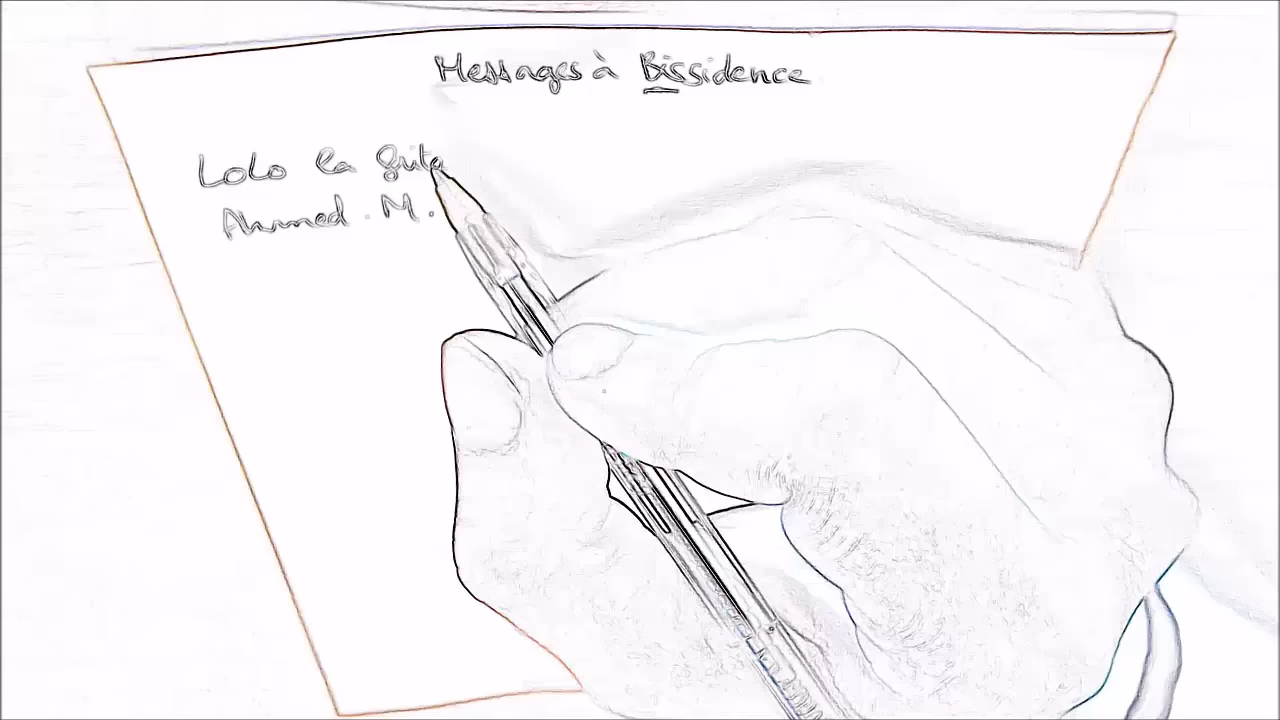 Messages à Bissidence
Lolo la
Ahmed . M .